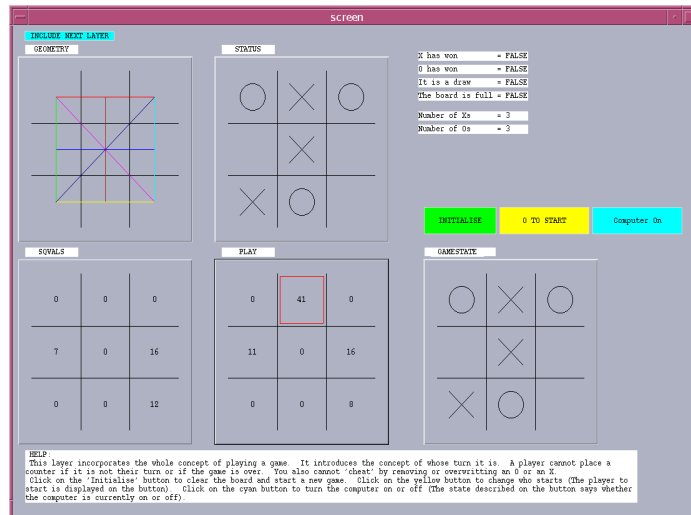 screen
INCLUDE NEXT LAYER
GEOMETRY
STATUS
X has won = FALSE
0 has won = FALSE
It is a draw = FALSE
The board is full = FALSE
Number of Xs = 3
Number of Os = 3
INITIALISE
0 TO START
Computer On
SQVALS
PLAY
GAMESTATE
0 0 0
7 0 16
0 0 12
0 41 0
11 0 16
0 0 8
HELP:
This layer incorporates the whole concept of playing a game. It introduces the concept of whose turn it is. A player cannot place a
counter if it is not their turn or if the game is over. You also cannot 'cheat' by removing or overwriting an 0 or an X.
Click on the 'Initialise' button to clear the board and start a new game. Click on the yellow button to change who starts (The player to
start is displayed on the button). Click on the cyan button to turn the computer on or off (The state described on the button says whether
the computer is currently on or off).